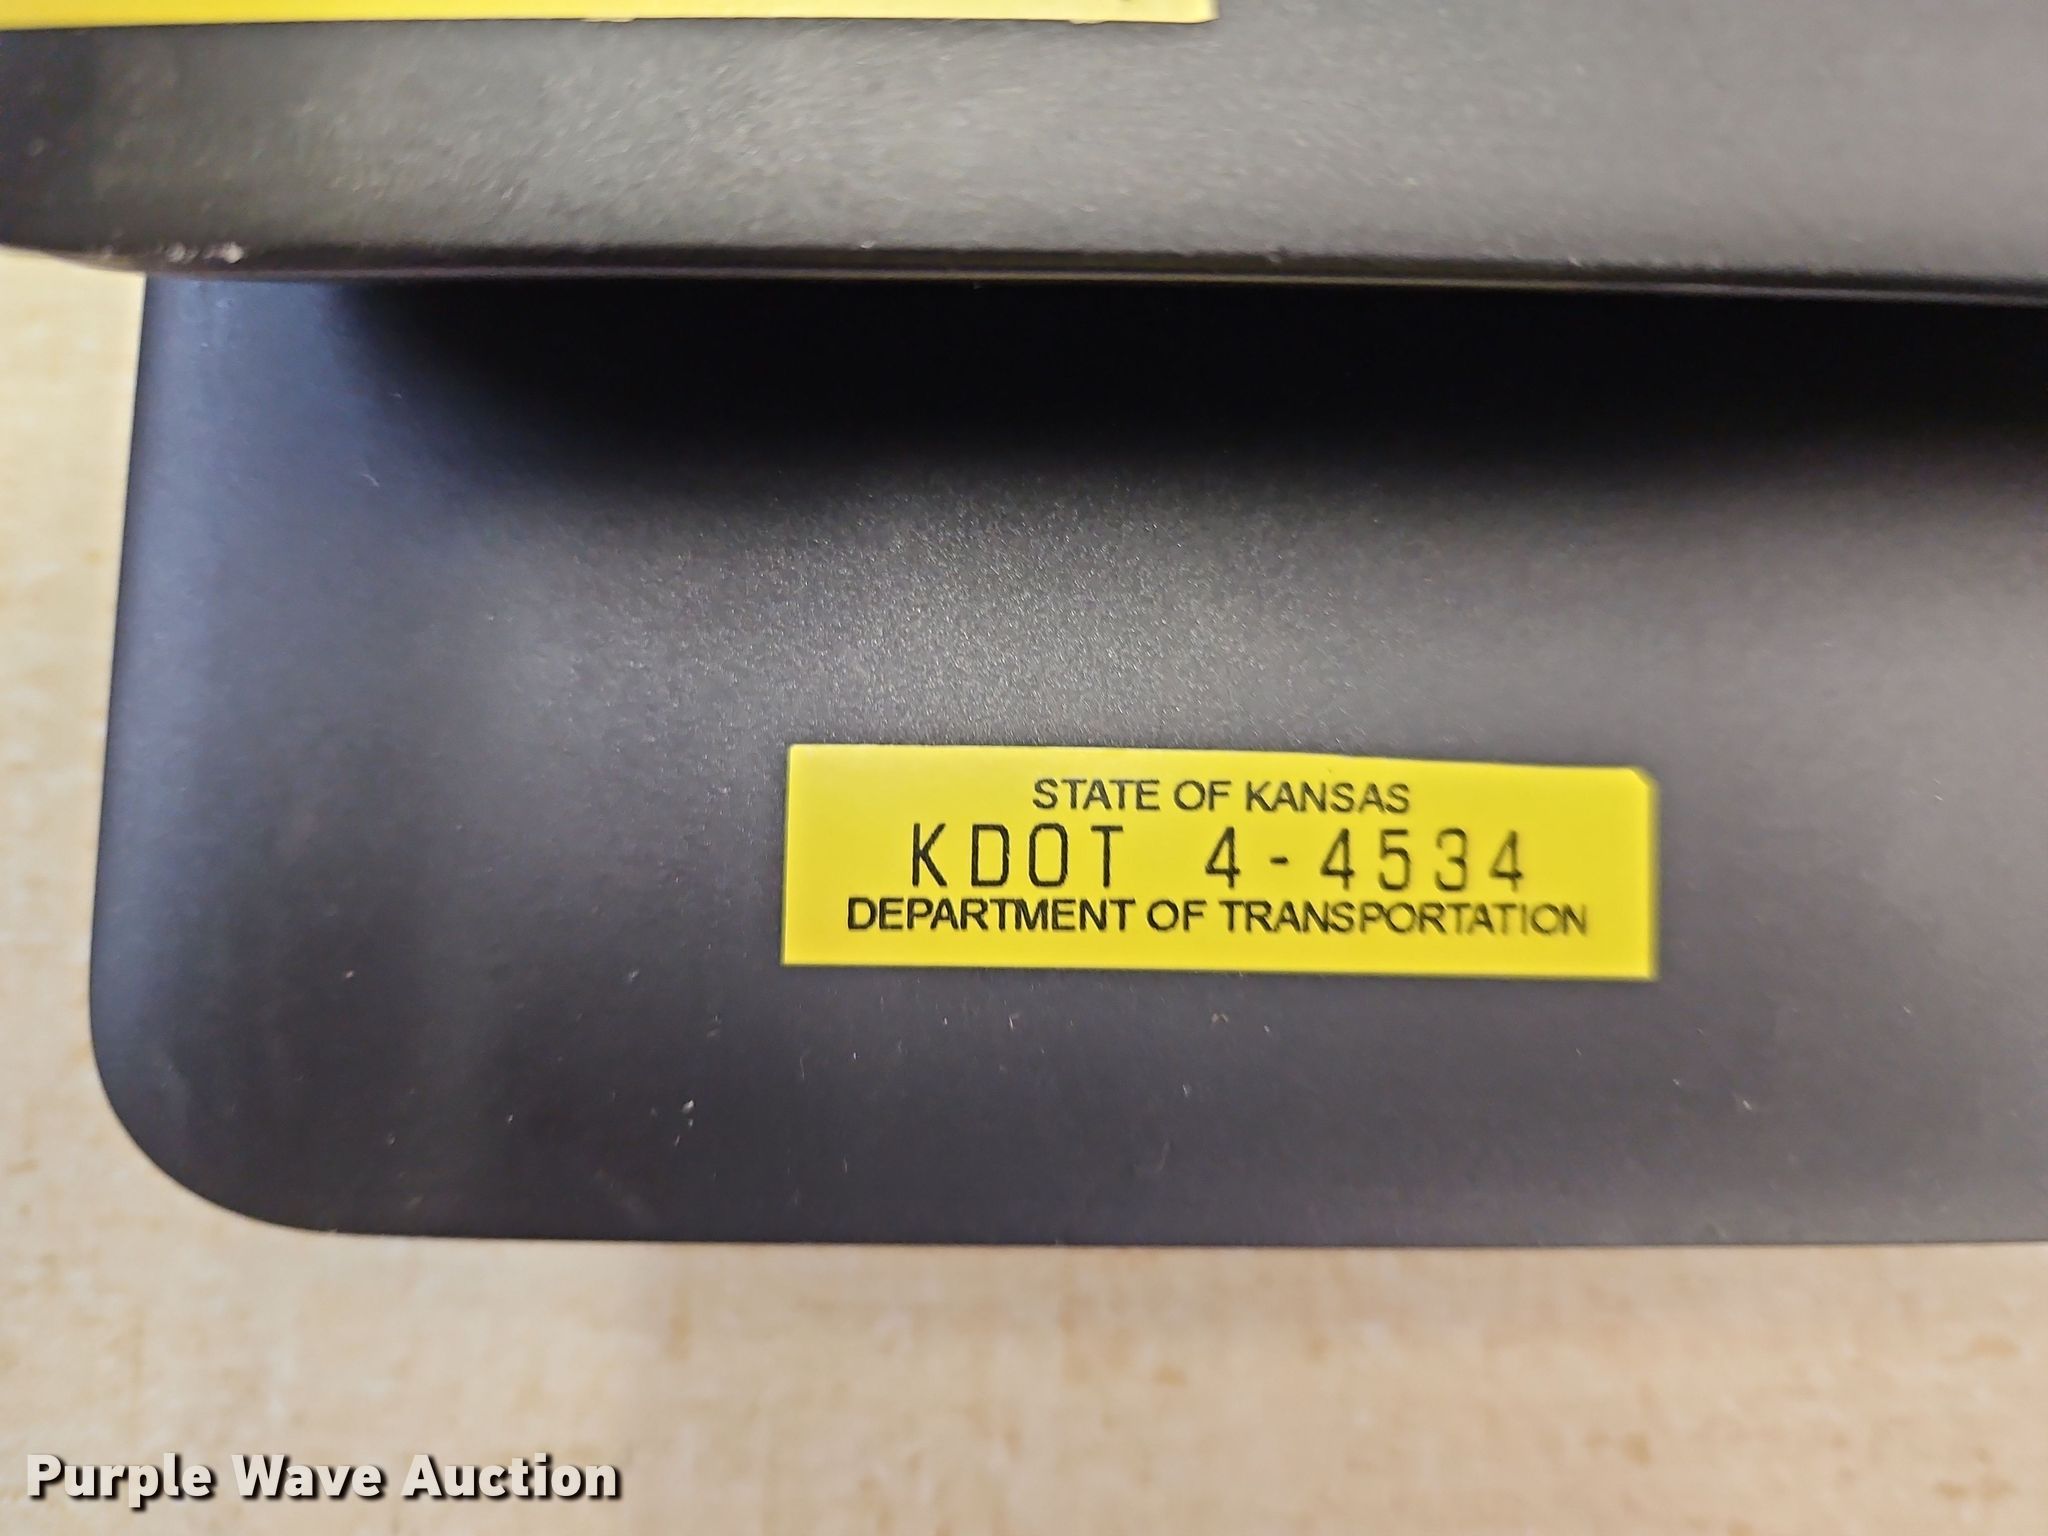 STATE OF KANSAS
KDOT 4-4534
DEPARTMENT OF TRANSPORTATION
Purple Wave Auction